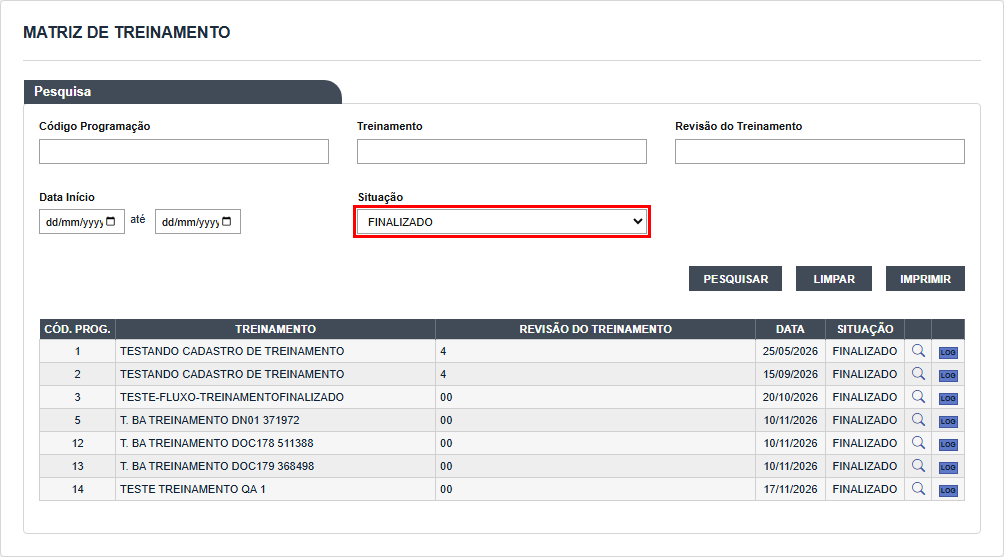 MATRIZ DE TREINAMENTO
Pesquisa
Código Programação Treinamento Revisão do Treinamento
Data Início Situação
dd/mm/yyyy até dd/mm/yyyy FINALIZADO
PESQUISAR LIMPAR IMPRIMIR
CÓD. PROG. TREINAMENTO REVISÃO DO TREINAMENTO DATA SITUAÇÃO
1 TESTANDO CADASTRO DE TREINAMENTO 4 25/05/2026 FINALIZADO LOG
2 TESTANDO CADASTRO DE TREINAMENTO 4 15/09/2026 FINALIZADO LOG
3 TESTE-FLUXO-TREINAMENTOFINALIZADO 00 20/10/2026 FINALIZADO LOG
5 T. BA TREINAMENTO DN01 371972 00 10/11/2026 FINALIZADO LOG
12 T. BA TREINAMENTO DOC178 511388 00 10/11/2026 FINALIZADO LOG
13 T. BA TREINAMENTO DOC179 368498 00 10/11/2026 FINALIZADO LOG
14 TESTE TREINAMENTO QA 1 00 17/11/2026 FINALIZADO LOG